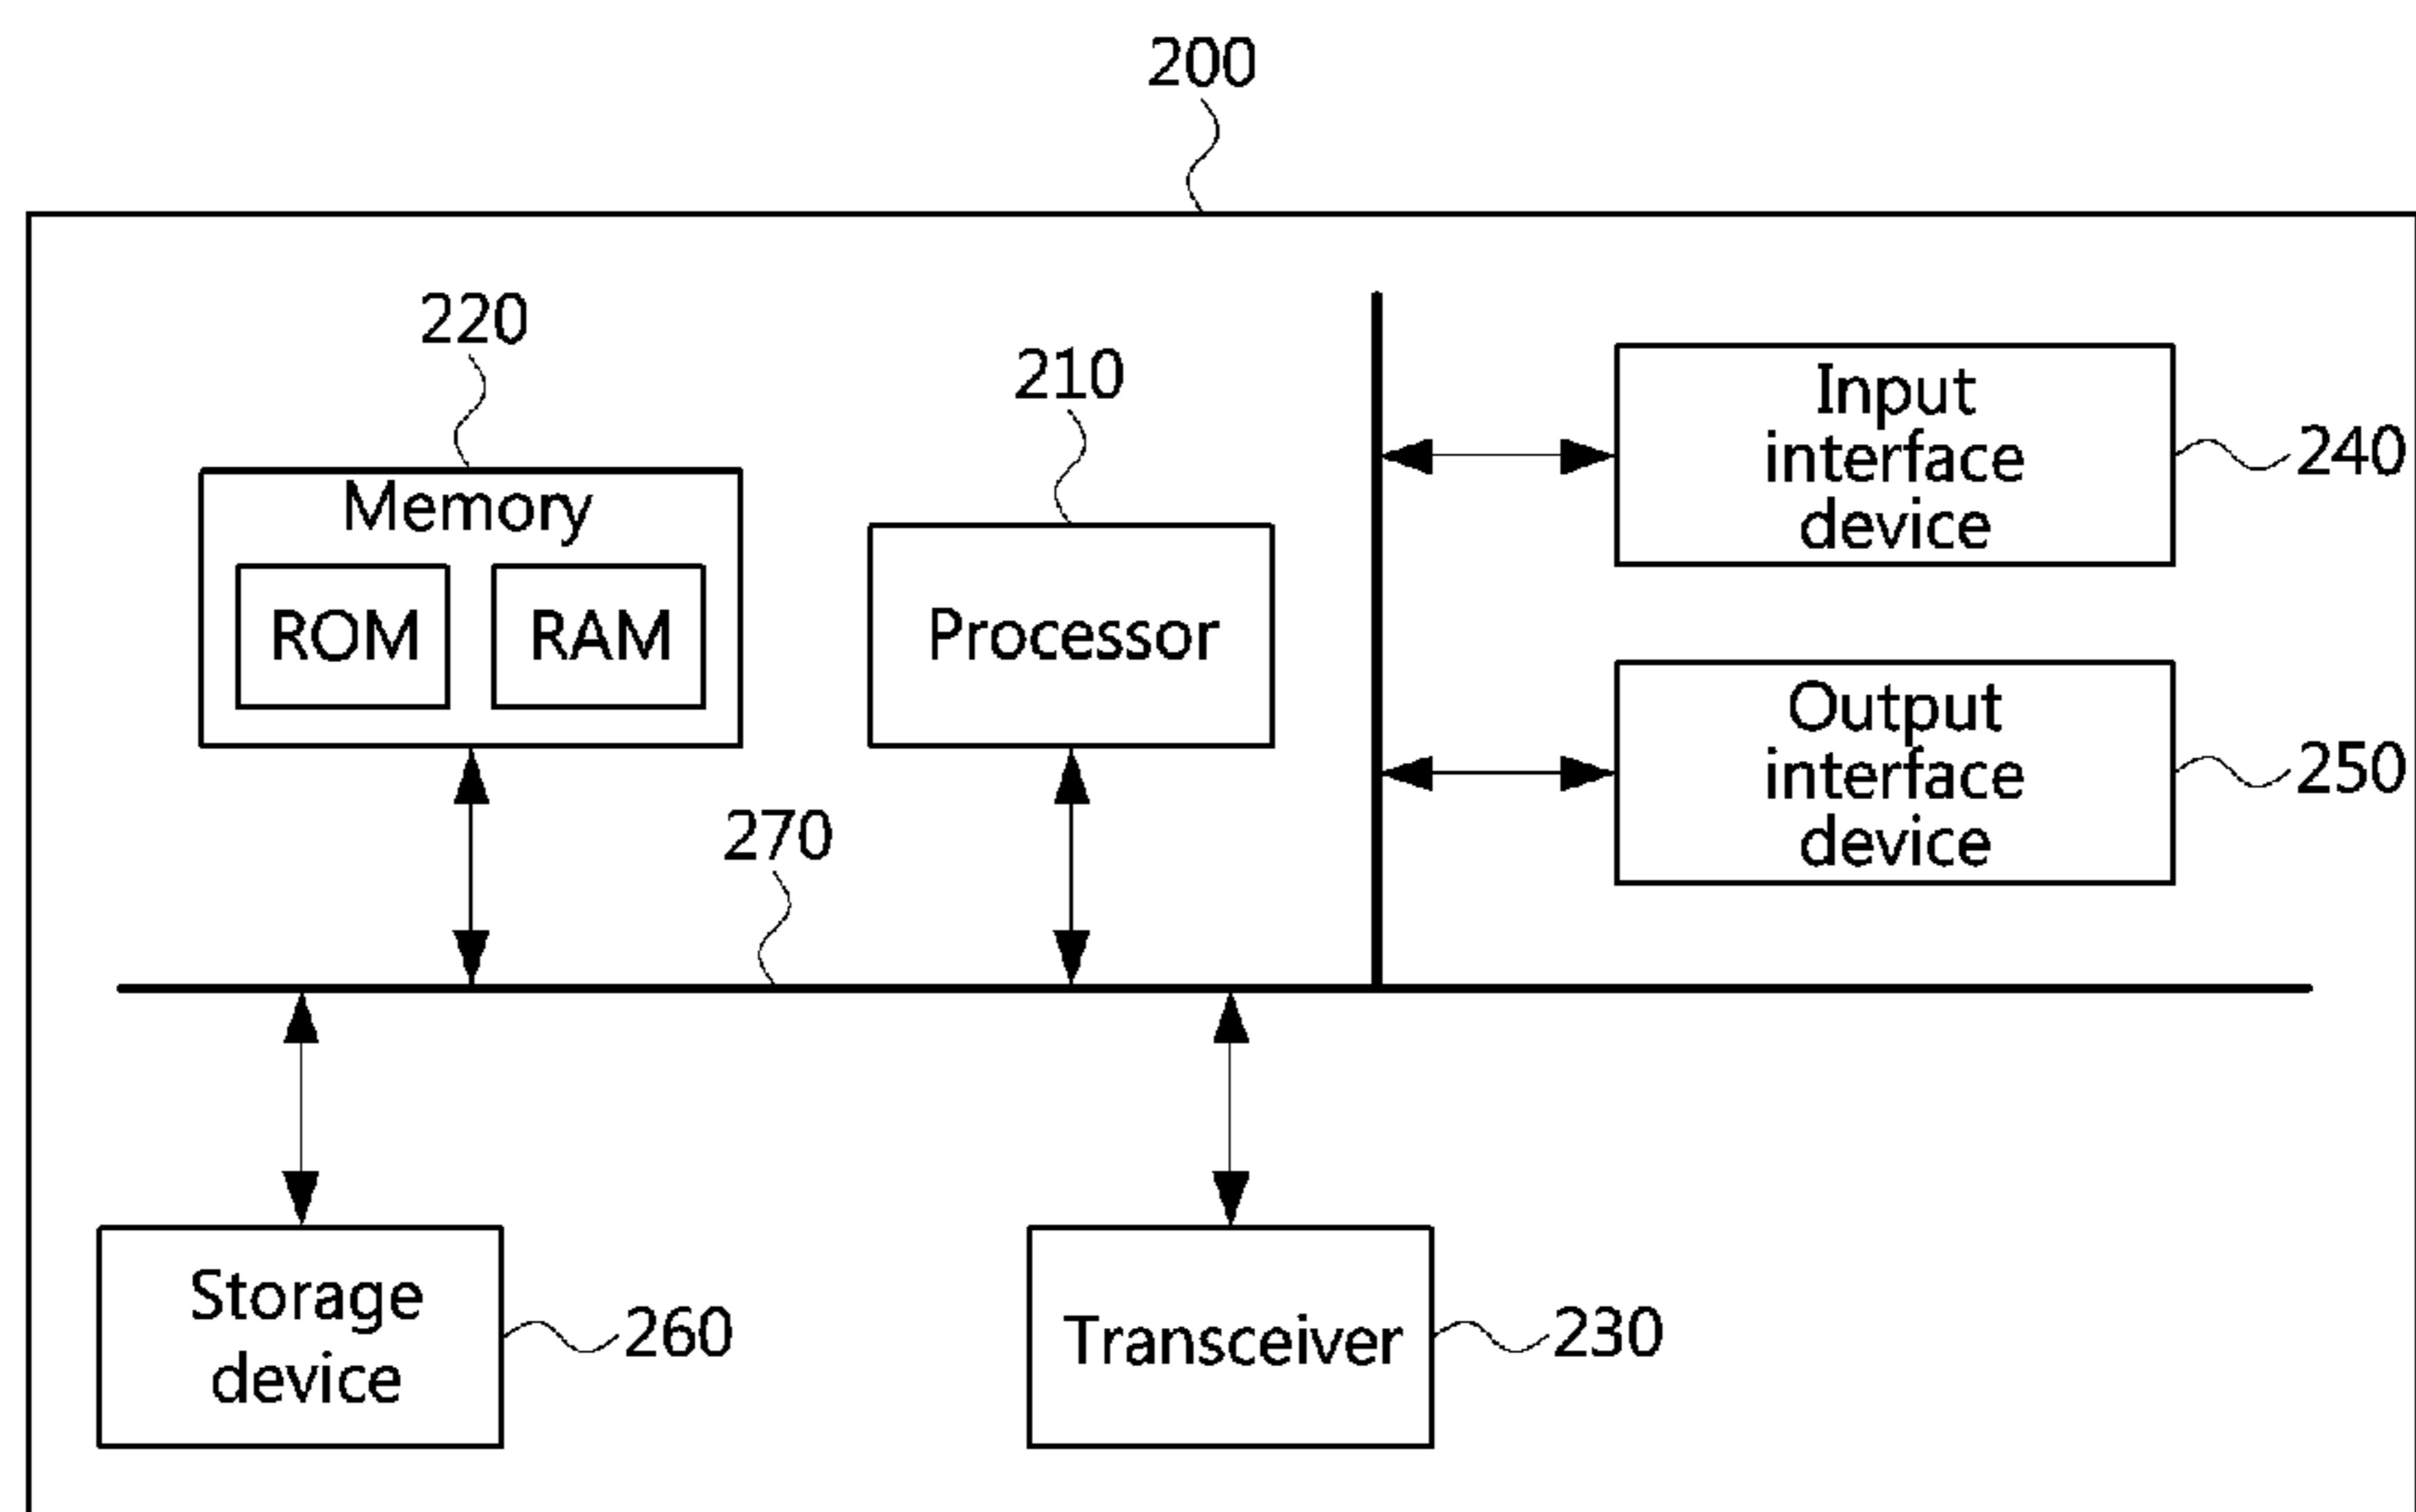 200
220
210
Memory
ROM
RAM
Processor
Input
interface
device
240
Output
interface
device
250
270
Storage
device
260
Transceiver
230